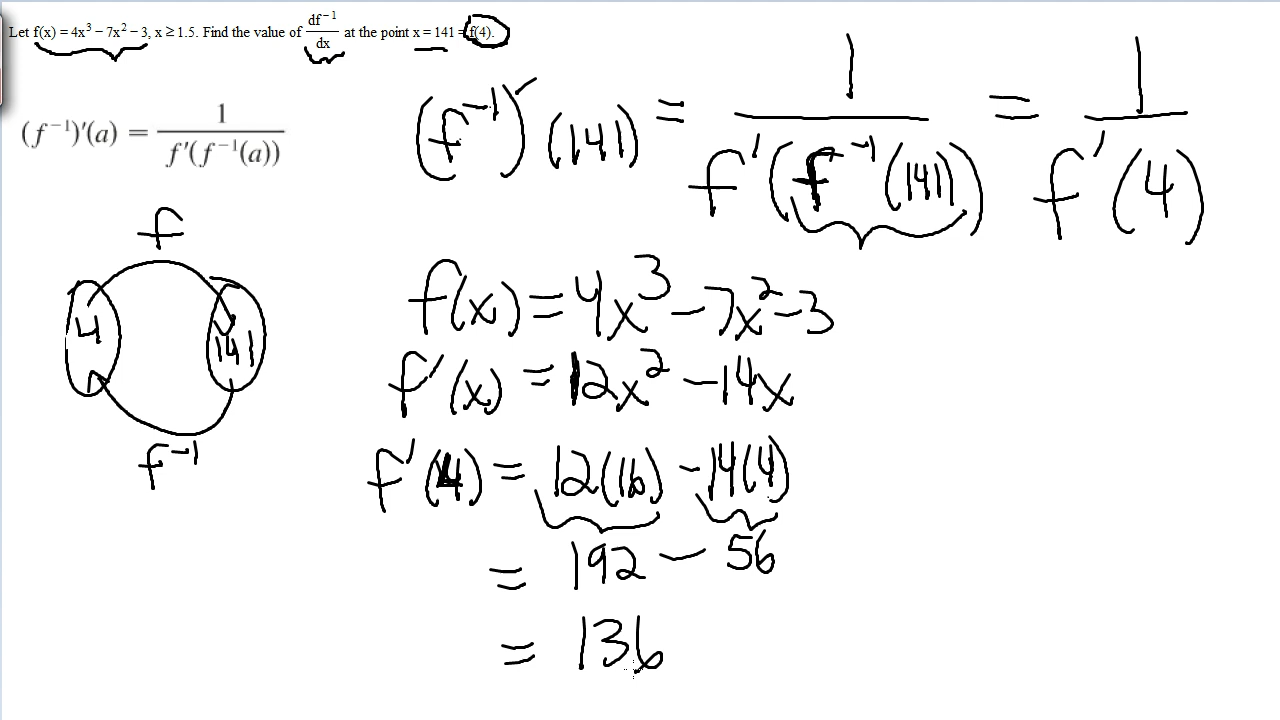 Let f(x) = 4x³ − 7x² − 3, x ≥ 1.5. Find the value of df⁻¹/dx at the point x = 141 = f(4).
(f⁻¹)'(a) = 1/f'(f⁻¹(a))
(f⁻¹)'(141) = 1/f'(f⁻¹(141)) = 1/f'(4)
f
4 141
f⁻¹
f(x) = 4x³ − 7x² − 3
f'(x) = 12x² − 14x
f'(4) = 12(16) − 14(4)
= 192 − 56
= 136